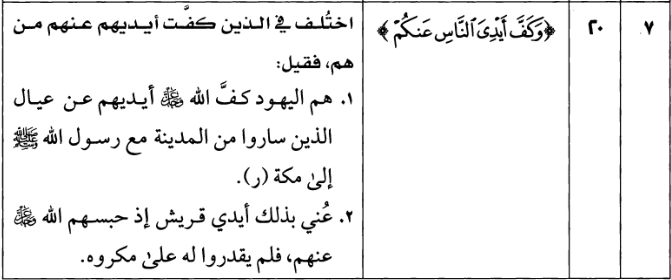 ٧
٢٠
﴿وَكَفَّ أَيْدِيَ ٱلنَّاسِ عَنكُمْ﴾
اختُلف في الذين كفَّت أيديهم عنهم من
هم، فقيل:
١. هم اليهود كفَّ الله ﷻ أيديهم عن عيال
الذين ساروا من المدينة مع رسول الله ﷺ
إلىٰ مكة (ر).
٢. عُني بذلك أيدي قريش إذ حبسهم الله ﷻ
عنهم، فلم يقدروا له علىٰ مكروه.